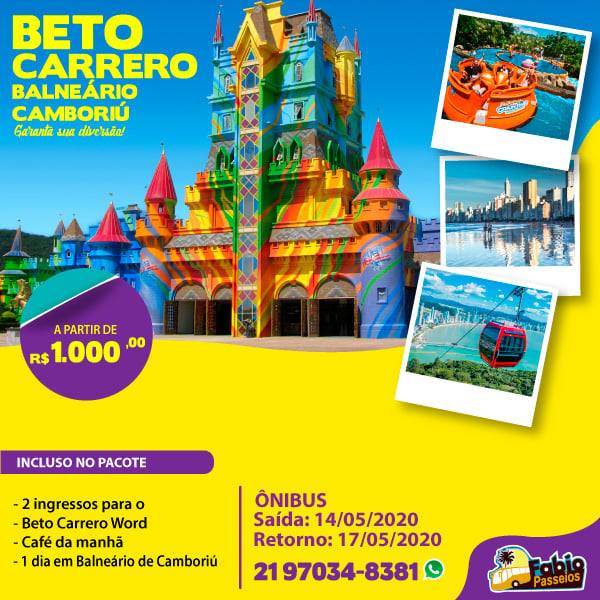 BETO
CARRERO
BALNEÁRIO
CAMBORIÚ
Garanta sua diversão!
A PARTIR DE
R$1.000,00
INCLUSO NO PACOTE
- 2 ingressos para o
- Beto Carrero Word
- Café da manhã
- 1 dia em Balneário de Camboriú
ÔNIBUS
Saída: 14/05/2020
Retorno: 17/05/2020
21 97034-8381
Fabio
Passeios